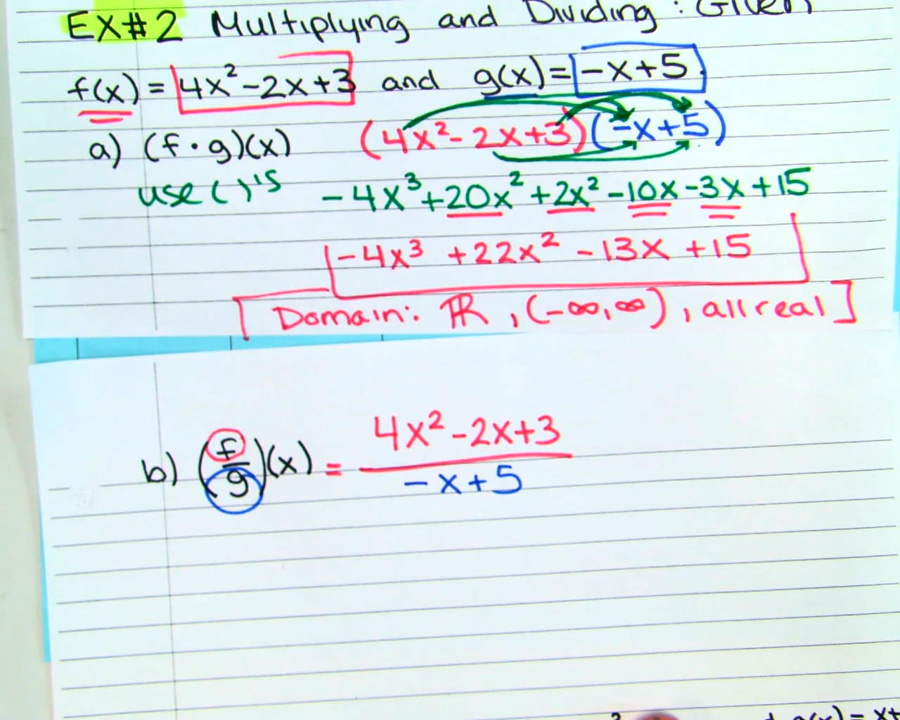 EX#2 Multiplying and Dividing : Given
f(x) = 4x² - 2x + 3 and g(x) = -x + 5
a) (f · g)(x) (4x² - 2x + 3)(-x + 5)
use ( )'s -4x³ + 20x² + 2x² - 10x - 3x + 15
-4x³ + 22x² - 13x + 15
[Domain: ℝ, (-∞, ∞), all real]
b) (f/g)(x) = (4x² - 2x + 3)/(-x + 5)